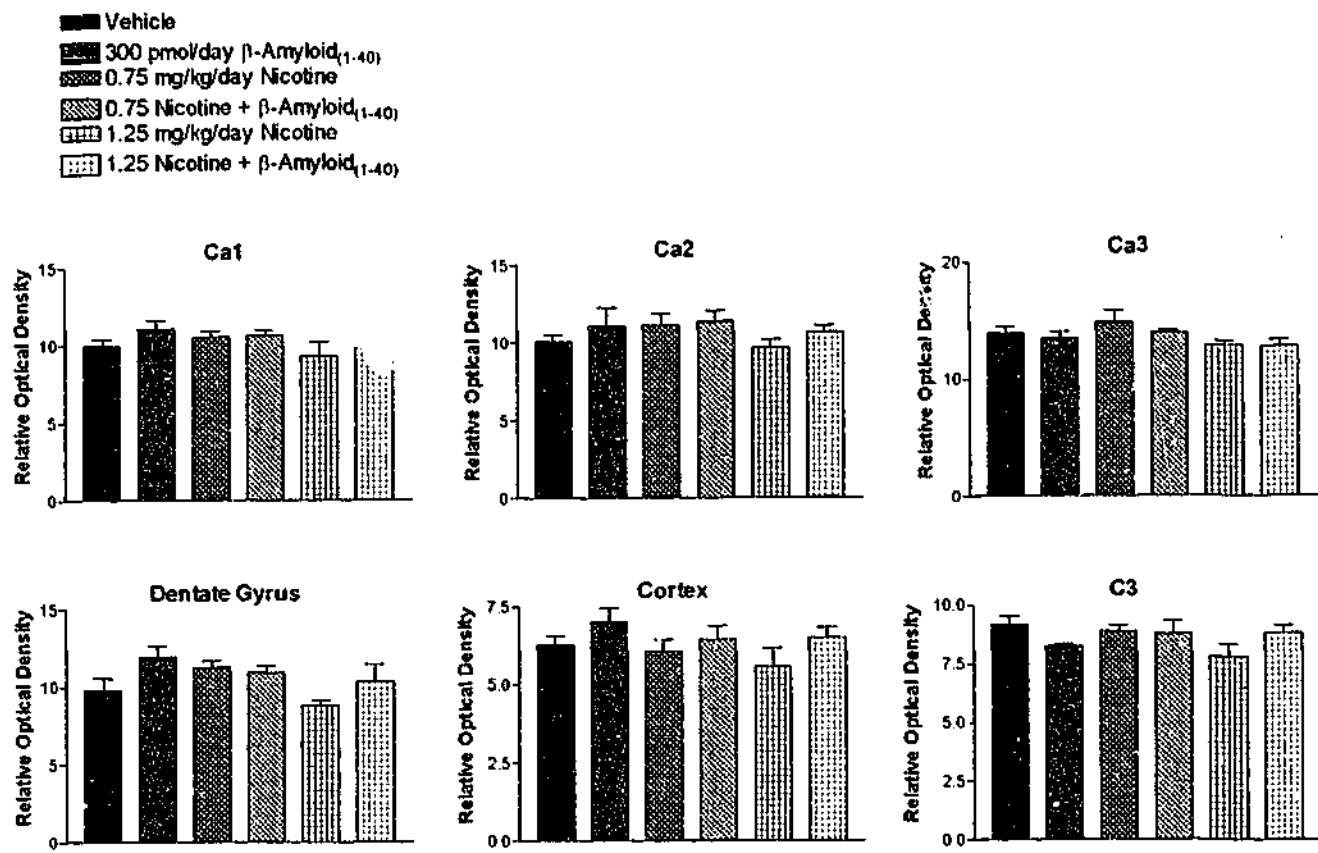 Vehicle
300 pmol/day β-Amyloid(1-40)
0.75 mg/kg/day Nicotine
0.75 Nicotine + β-Amyloid(1-40)
1.25 mg/kg/day Nicotine
1.25 Nicotine + β-Amyloid(1-40)
Ca1
Relative Optical Density
15
10
5
0
Ca2
Relative Optical Density
15
10
5
0
Ca3
Relative Optical Density
20
10
0
Dentate Gyrus
Relative Optical Density
15
10
5
0
Cortex
Relative Optical Density
7.5
5.0
2.5
0.0
C3
Relative Optical Density
10.0
7.5
5.0
2.5
0.0